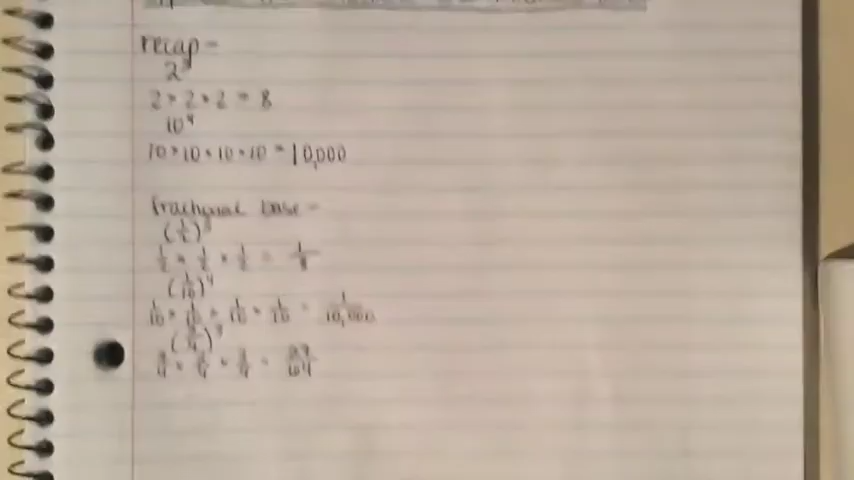 recap -
2³
2 × 2 × 2 = 8
10⁴
10 × 10 × 10 × 10 = 10,000
fractional base -
(1/2)³
1/2 × 1/2 × 1/2 = 1/8
(1/10)⁴
1/10 × 1/10 × 1/10 × 1/10 = 1/10,000
(3/4)³
3/4 × 3/4 × 3/4 = 27/64